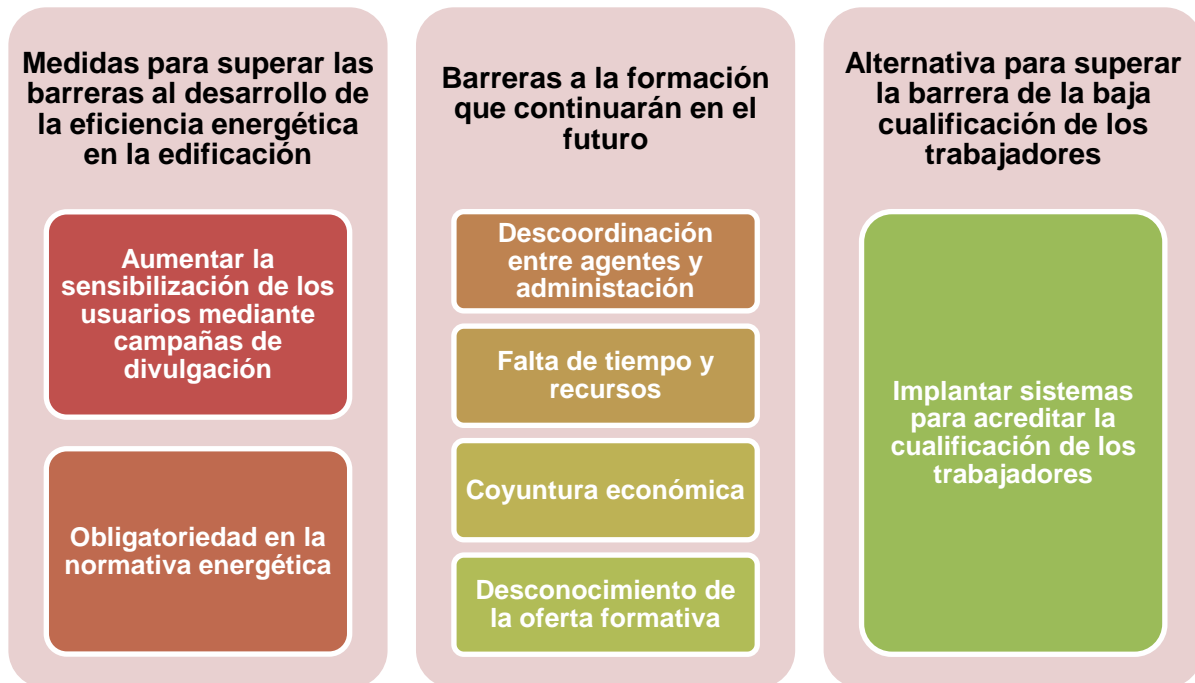 Medidas para superar las
barreras al desarrollo de
la eficiencia energética
en la edificación
Aumentar la
sensibilización de los
usuarios mediante
campañas de
divulgación
Obligatoriedad en la
normativa energética
Barreras a la formación
que continuarán en el
futuro
Descoordinación
entre agentes y
administación
Falta de tiempo y
recursos
Coyuntura económica
Desconocimiento de
la oferta formativa
Alternativa para superar
la barrera de la baja
cualificación de los
trabajadores
Implantar sistemas
para acreditar la
cualificación de los
trabajadores